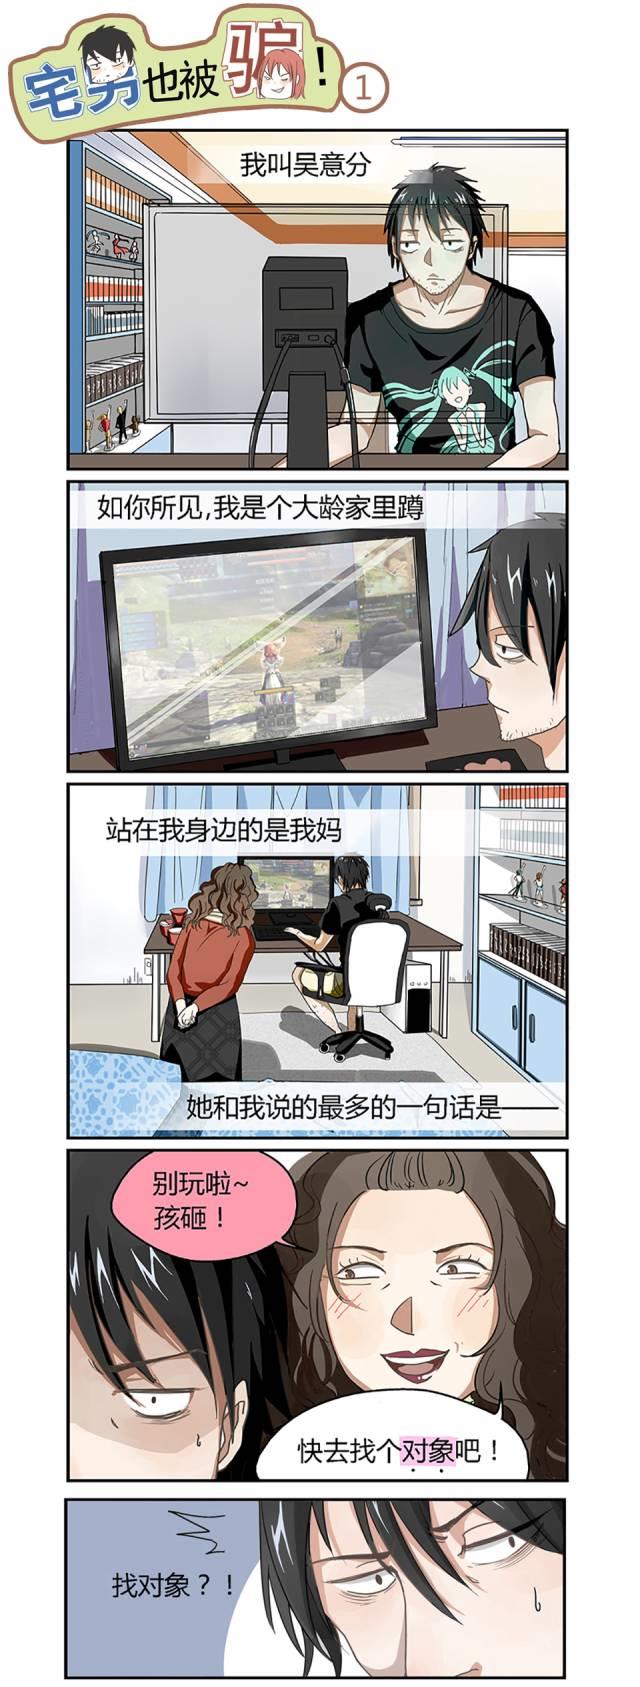 宅男也被骗！①
我叫吴意分
如你所见,我是个大龄家里蹲
站在我身边的是我妈
她和我说的最多的一句话是——
别玩啦~
孩砸！
快去找个对象吧！
找对象？！